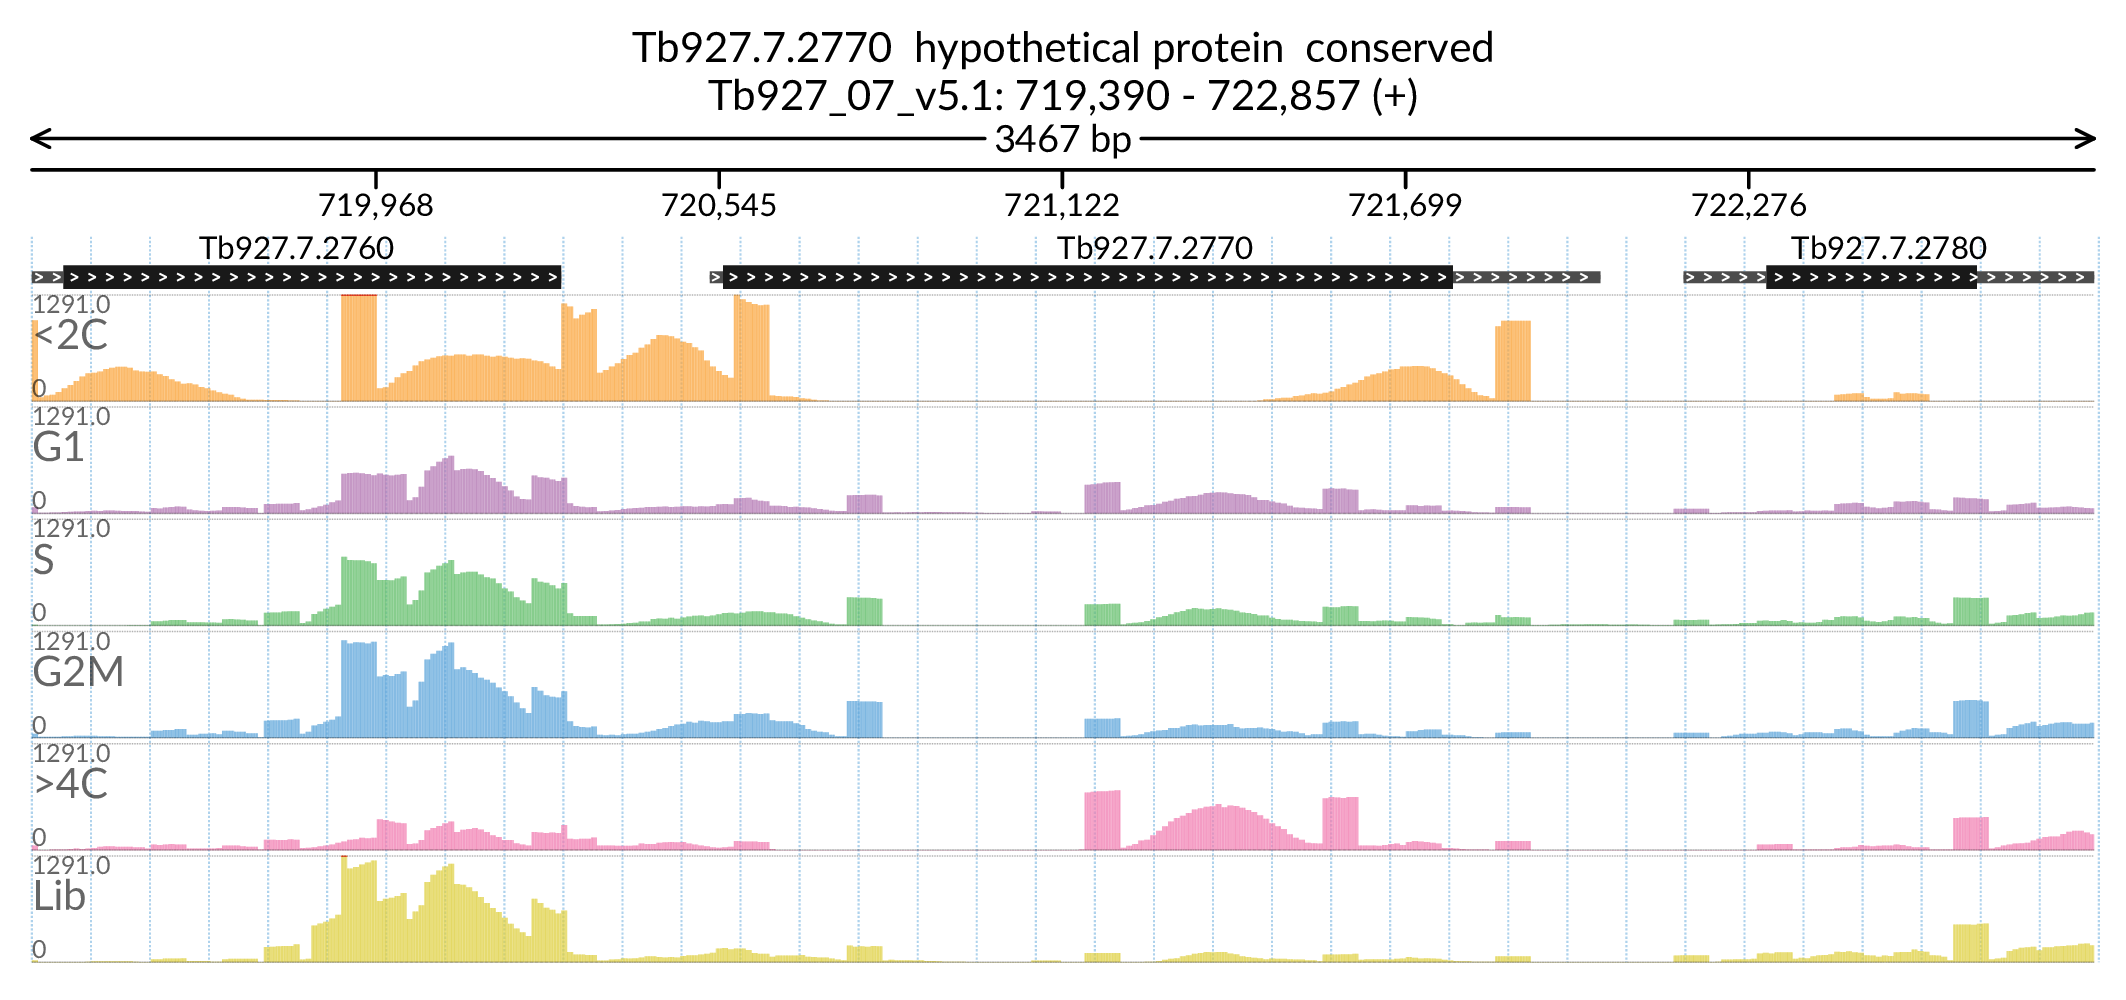 Tb927.7.2770 hypothetical protein conserved
Tb927_07_v5.1: 719,390 - 722,857 (+)
3467 bp
719,968 720,545 721,122 721,699 722,276
Tb927.7.2760 Tb927.7.2770 Tb927.7.2780
1291.0
<2C
0
1291.0
G1
0
1291.0
S
0
1291.0
G2M
0
1291.0
>4C
0
1291.0
Lib
0